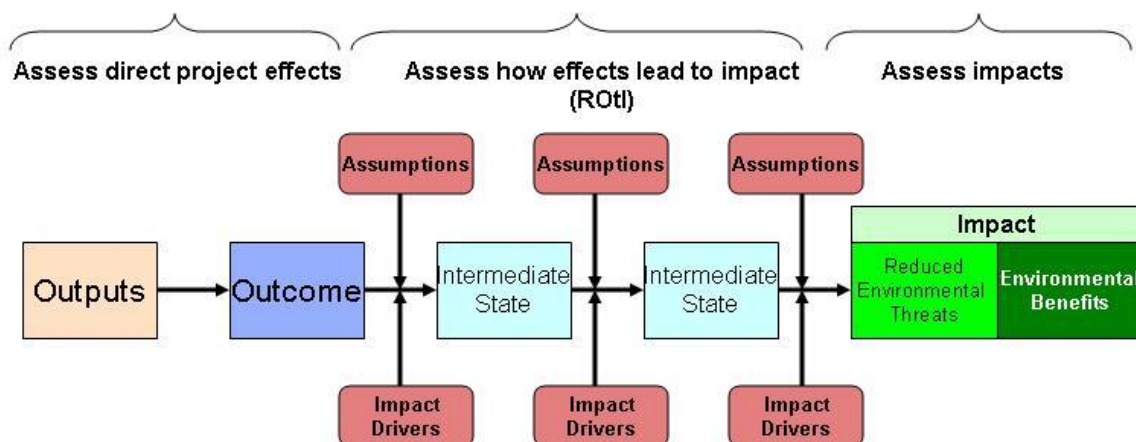 Assess direct project effects
Assess how effects lead to impact
(ROtI)
Assess impacts
Assumptions
Assumptions
Assumptions
Outputs
Outcome
Intermediate
State
Intermediate
State
Impact
Reduced
Environmental
Threats
Environmental
Benefits
Impact
Drivers
Impact
Drivers
Impact
Drivers